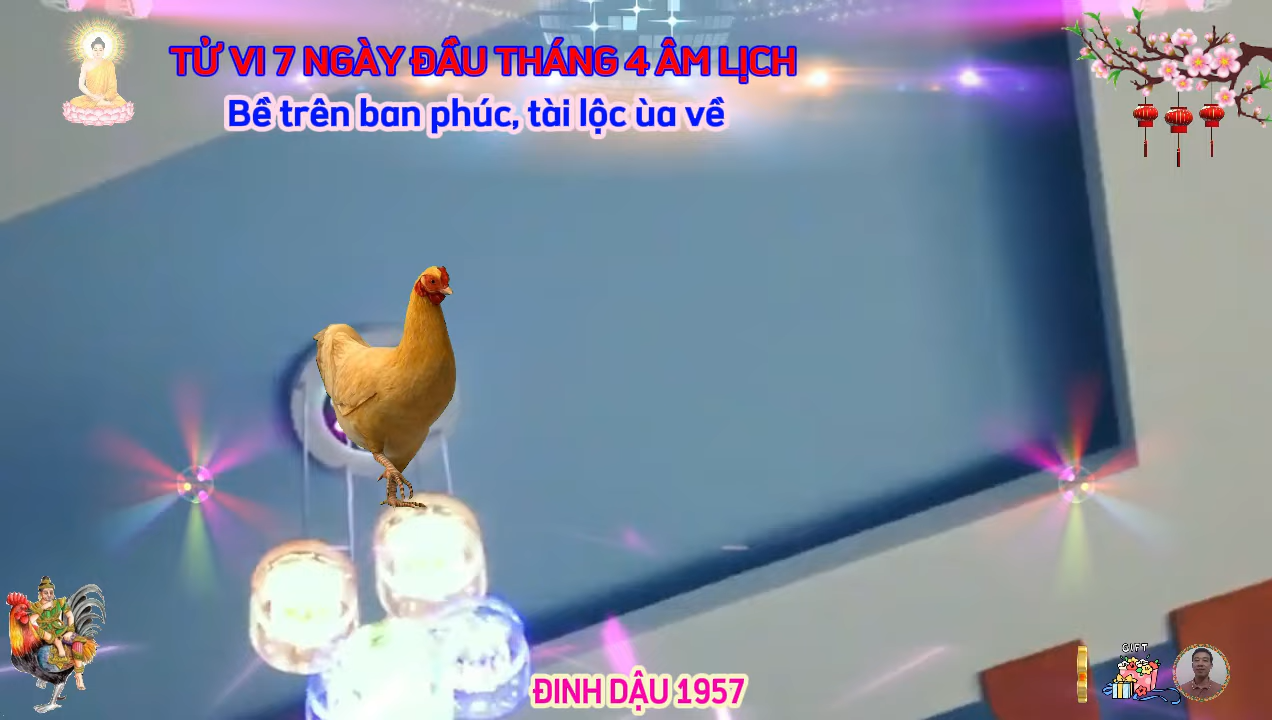 TỬ VI 7 NGÀY ĐẦU THÁNG 4 ÂM LỊCH
Bề trên ban phúc, tài lộc ùa về
GIFT
ĐINH DẬU 1957